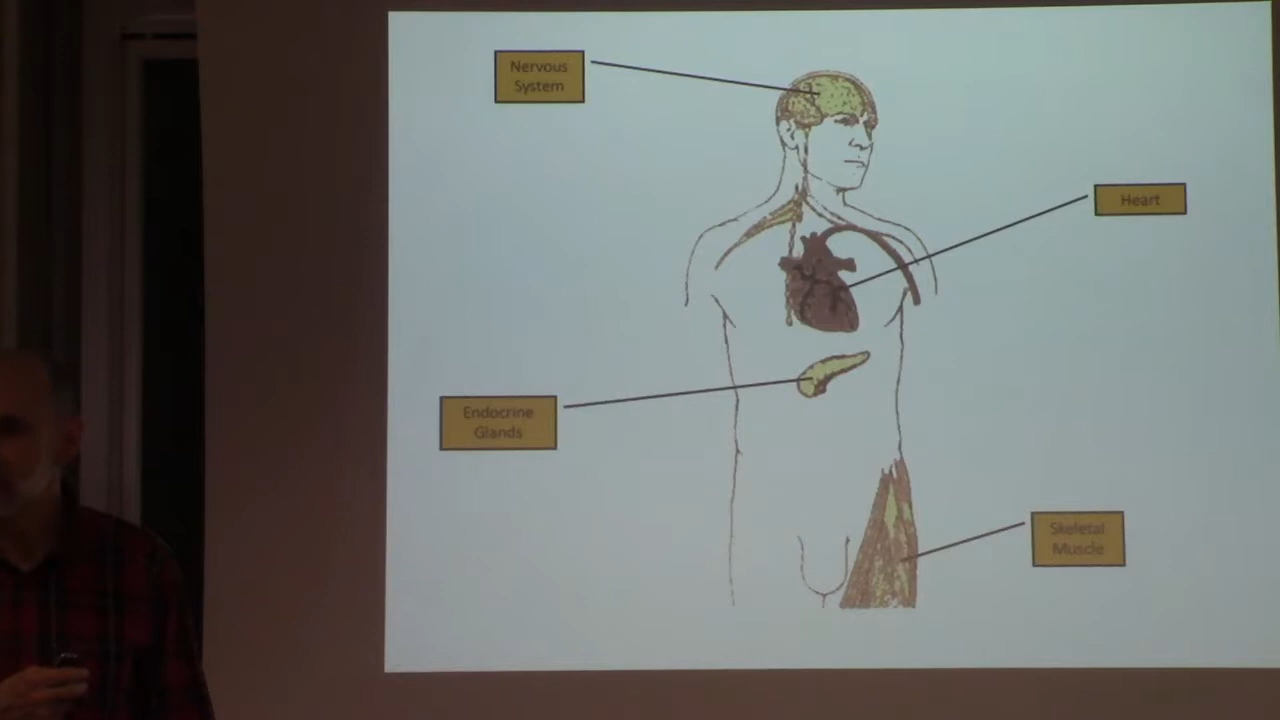 Nervous
System
Heart
Endocrine
Glands
Skeletal
Muscle